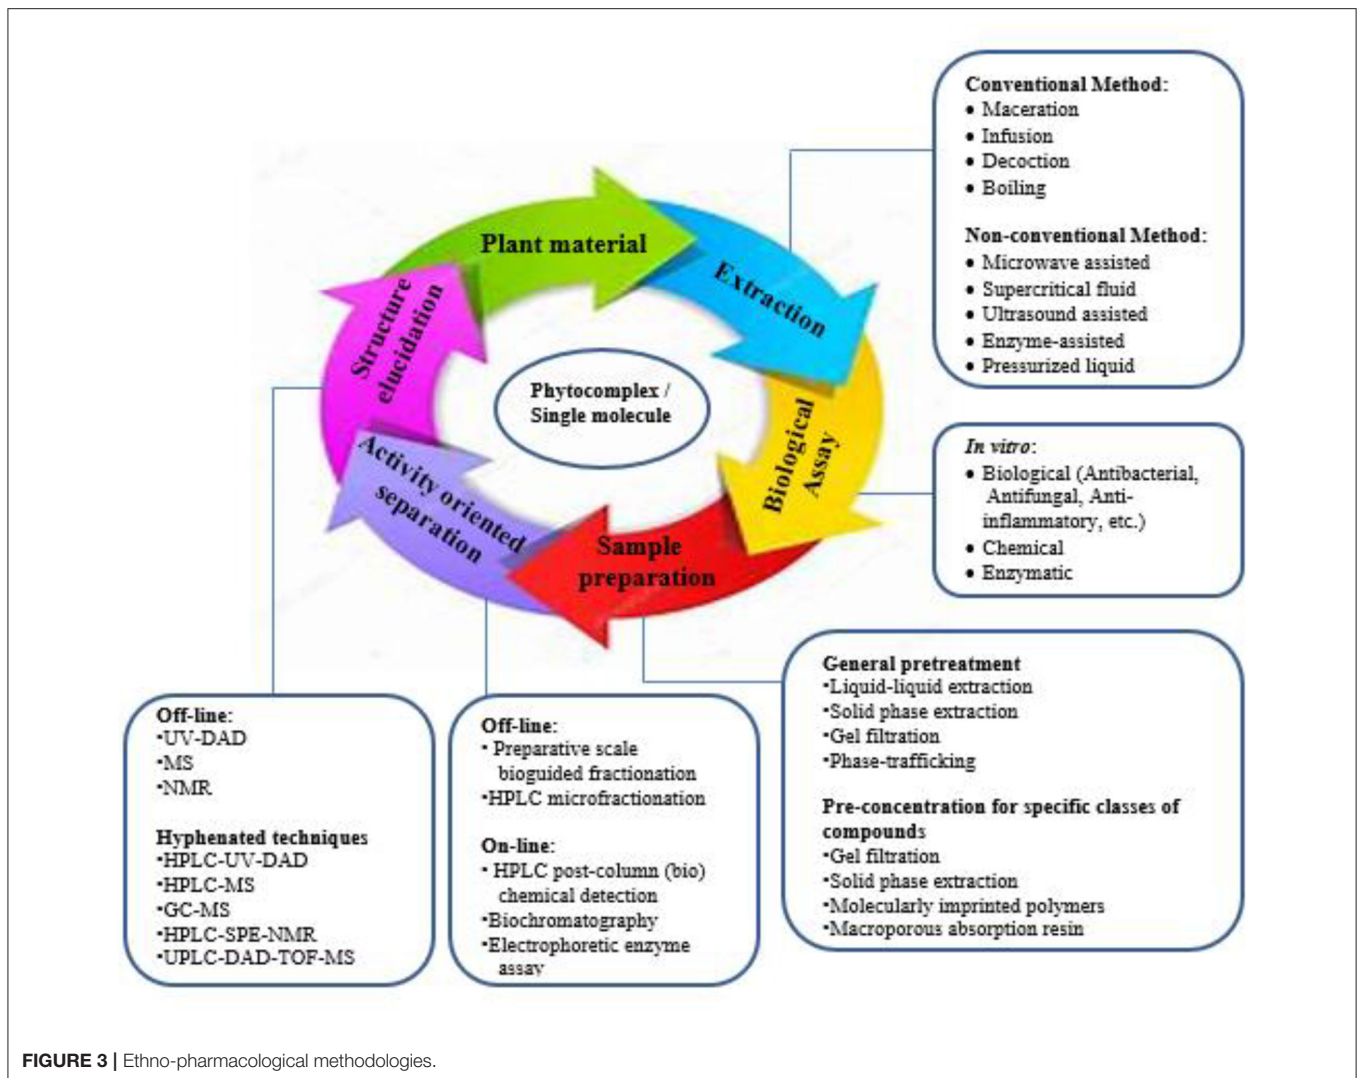 Conventional Method:
• Maceration
• Infusion
• Decoction
• Boiling
Non-conventional Method:
• Microwave assisted
• Supercritical fluid
• Ultrasound assisted
• Enzyme-assisted
• Pressurized liquid
Plant material
Extraction
Structure
elucidation
Phytocomplex /
Single molecule
Biological
Assay
Activity oriented
separation
Sample
preparation
In vitro:
• Biological (Antibacterial,
Antifungal, Anti-
inflammatory, etc.)
• Chemical
• Enzymatic
General pretreatment
•Liquid-liquid extraction
•Solid phase extraction
•Gel filtration
•Phase-trafficking
Pre-concentration for specific classes of
compounds
•Gel filtration
•Solid phase extraction
•Molecularly imprinted polymers
•Macroporous absorption resin
Off-line:
•UV-DAD
•MS
•NMR
Hyphenated techniques
•HPLC-UV-DAD
•HPLC-MS
•GC-MS
•HPLC-SPE-NMR
•UPLC-DAD-TOF-MS
Off-line:
• Preparative scale
bioguided fractionation
•HPLC microfractionation
On-line:
• HPLC post-column (bio)
chemical detection
•Biochromatography
•Electrophoretic enzyme
assay
FIGURE 3 | Ethno-pharmacological methodologies.